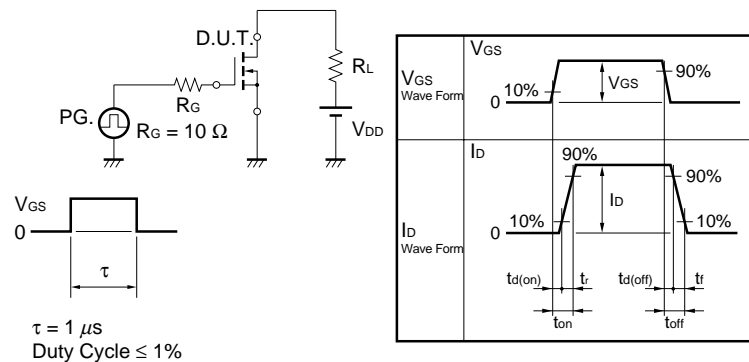 D.U.T.
RL
RG
PG.
RG = 10 Ω
VDD
VGS
0
τ
τ = 1 μs
Duty Cycle ≤ 1%
VGS
Wave Form
VGS
10%
VGS
90%
0
ID
Wave Form
ID
90%
90%
10%
ID
10%
0
td(on)
tr
td(off)
tf
ton
toff